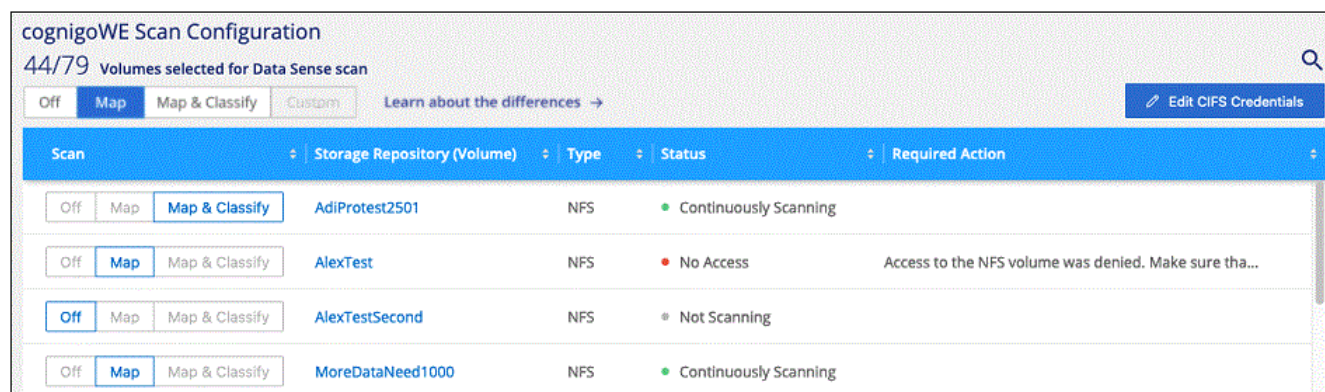 cognigoWE Scan Configuration
44/79 Volumes selected for Data Sense scan
Off Map Map & Classify Custom Learn about the differences → Edit CIFS Credentials
Scan Storage Repository (Volume) Type Status Required Action
Off Map Map & Classify AdiProtest2501 NFS Continuously Scanning
Off Map Map & Classify AlexTest NFS No Access Access to the NFS volume was denied. Make sure tha...
Off Map Map & Classify AlexTestSecond NFS Not Scanning
Off Map Map & Classify MoreDataNeed1000 NFS Continuously Scanning